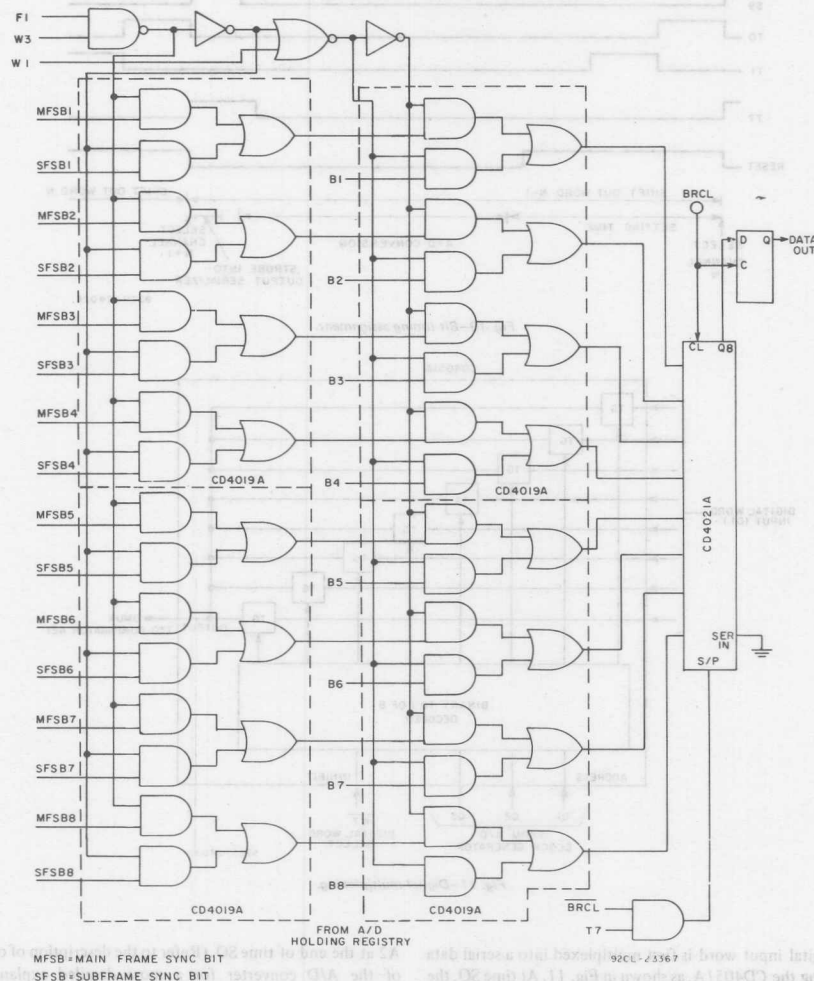 F1
W3
W1
MFSB1
SFSB1
MFSB2
SFSB2
MFSB3
SFSB3
MFSB4
SFSB4
CD4019A
MFSB5
SFSB5
MFSB6
SFSB6
MFSB7
SFSB7
MFSB8
SFSB8
CD4019A
B1
B2
B3
B4
CD4019A
B5
B6
B7
B8
CD4019A
FROM A/D
HOLDING REGISTRY
BRCL
D Q
C
DATA
OUT
CL Q8
CD4021A
SER
IN
S/P
BRCL
T7
92CL-23367
MFSB = MAIN FRAME SYNC BIT
SFSB = SUBFRAME SYNC BIT